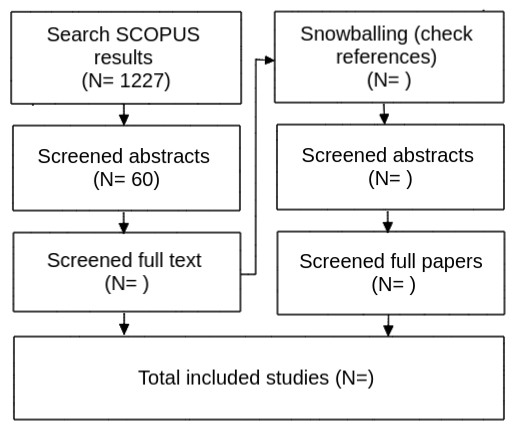 Search SCOPUS
results
(N= 1227)
Screened abstracts
(N= 60)
Screened full text
(N= )
Snowballing (check
references)
(N= )
Screened abstracts
(N= )
Screened full papers
(N= )
Total included studies (N=)